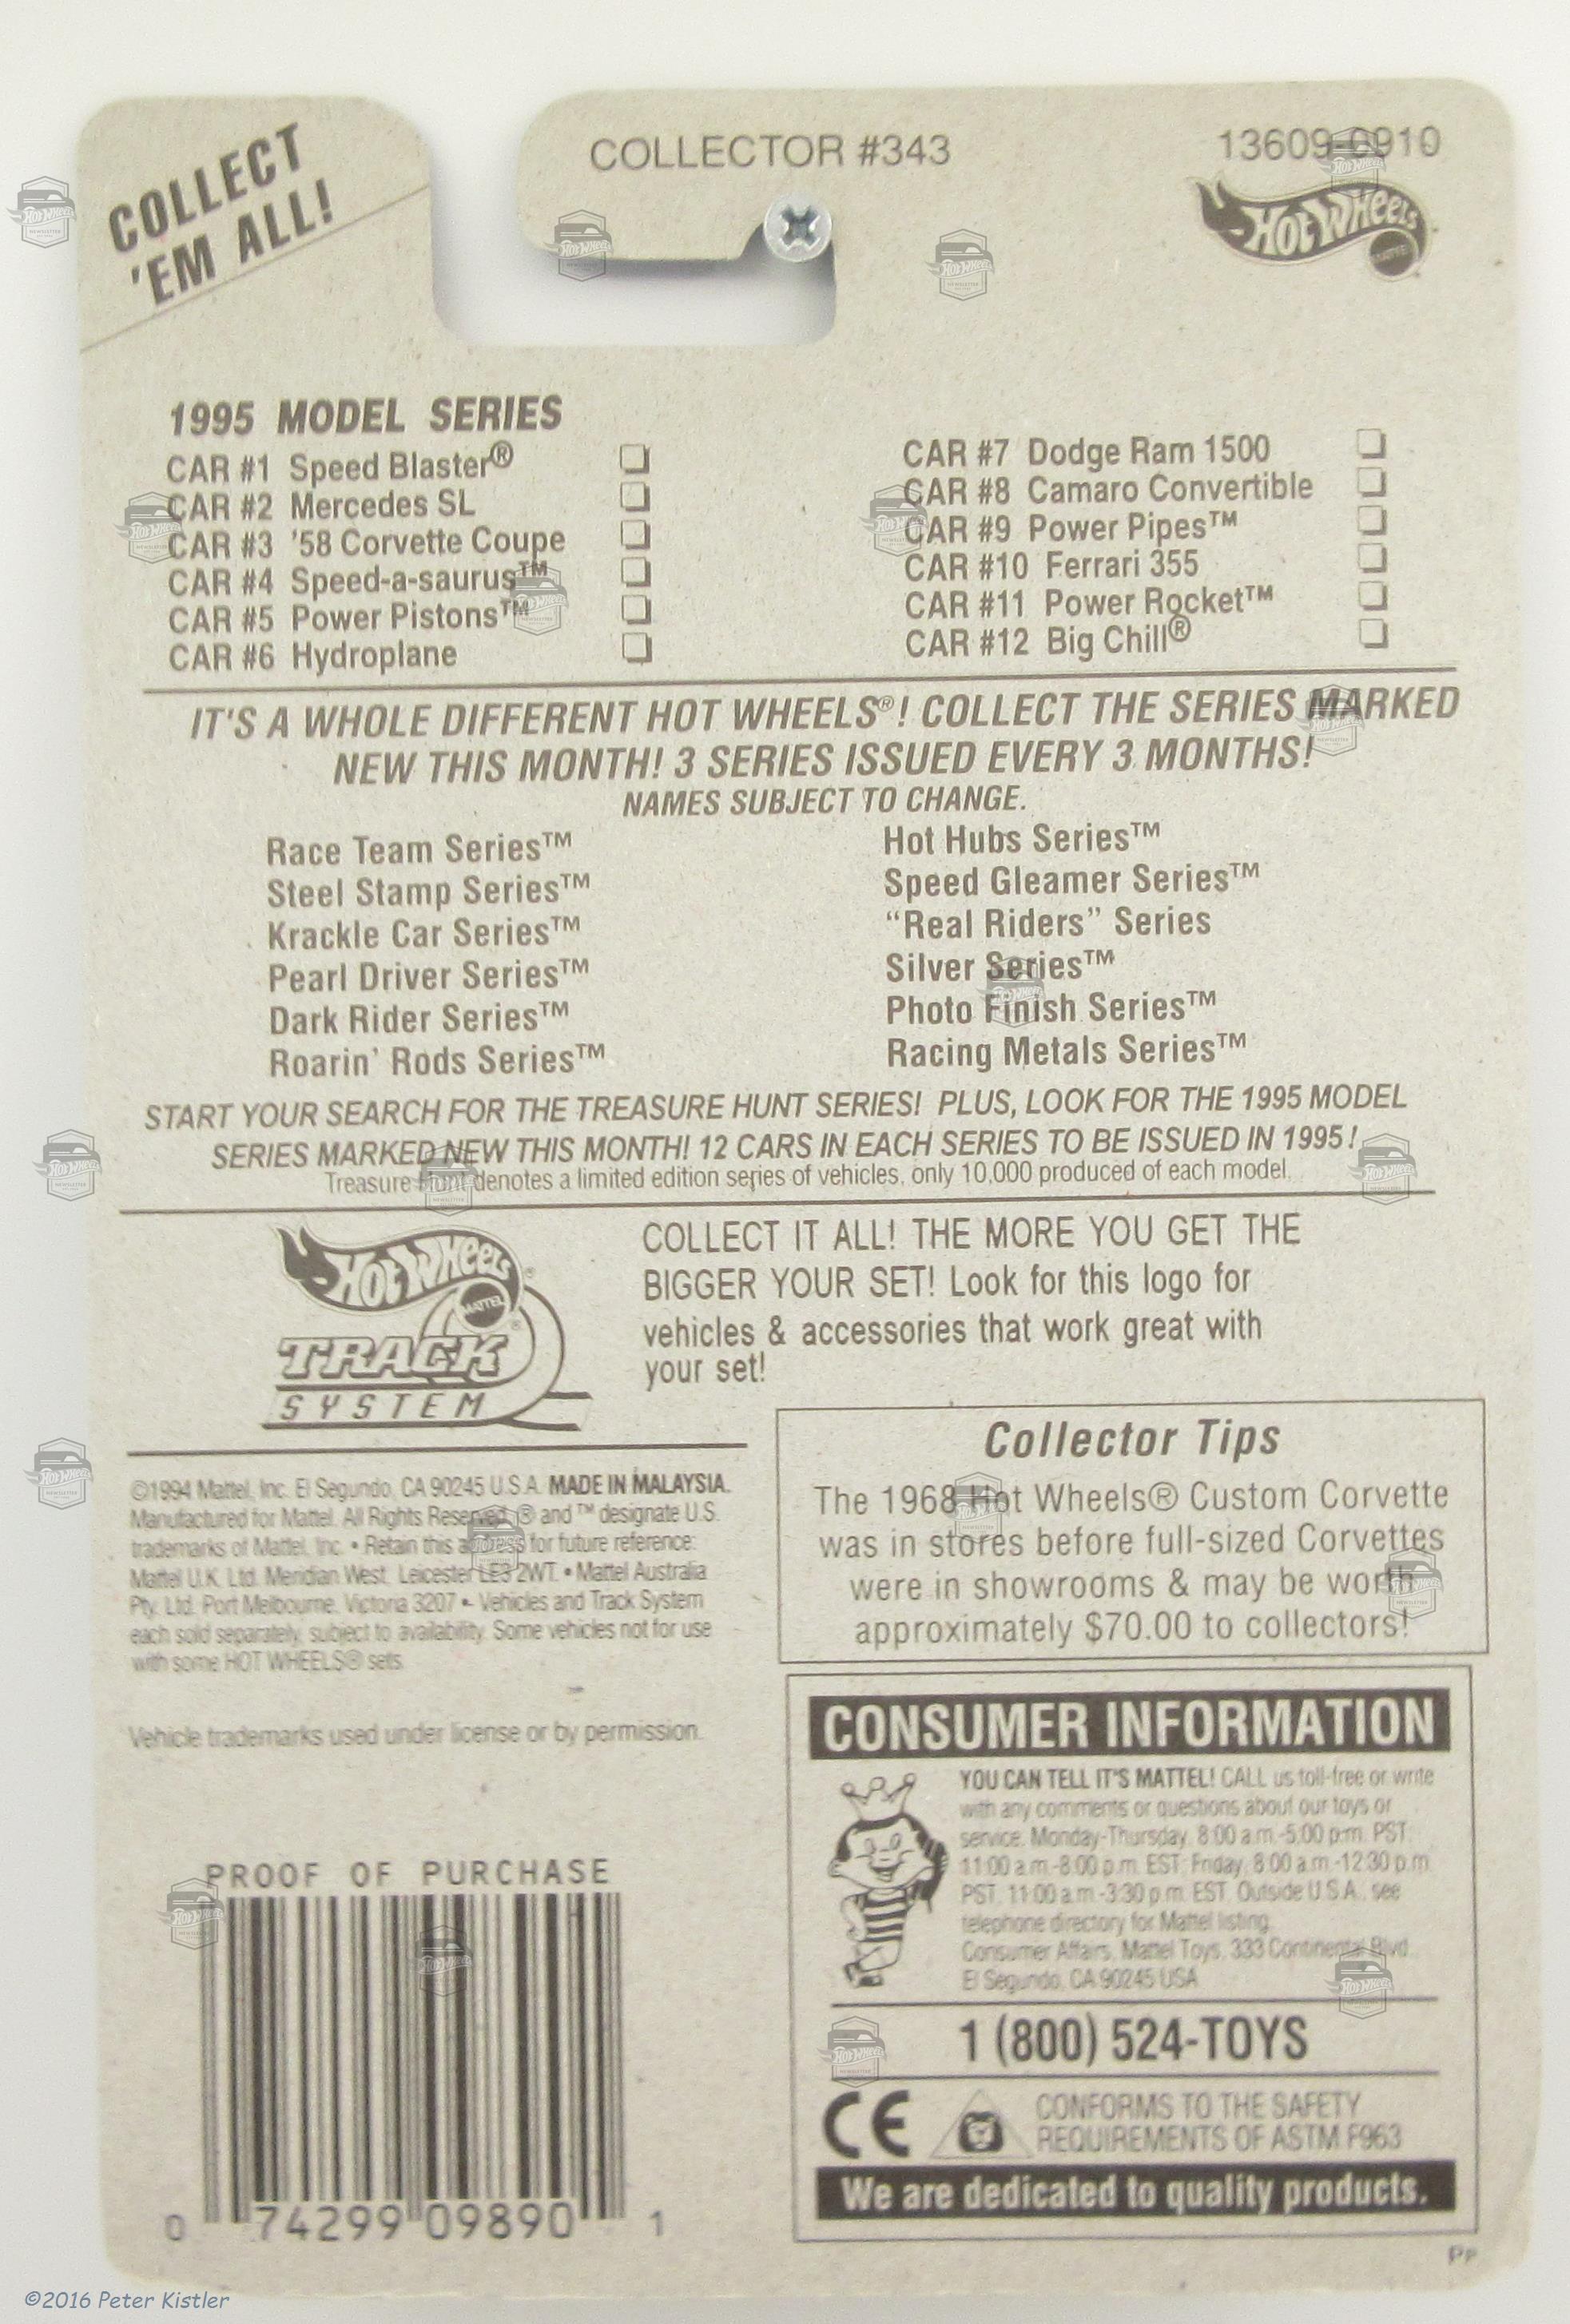 COLLECT
'EM ALL!
COLLECTOR #343
13609-0910
HOT WHEELS
MATTEL
1995 MODEL SERIES
CAR #1 Speed Blaster®
CAR #2 Mercedes SL
CAR #3 '58 Corvette Coupe
CAR #4 Speed-a-saurus™
CAR #5 Power Pistons™
CAR #6 Hydroplane
CAR #7 Dodge Ram 1500
CAR #8 Camaro Convertible
CAR #9 Power Pipes™
CAR #10 Ferrari 355
CAR #11 Power Rocket™
CAR #12 Big Chill®
IT'S A WHOLE DIFFERENT HOT WHEELS®! COLLECT THE SERIES MARKED
NEW THIS MONTH! 3 SERIES ISSUED EVERY 3 MONTHS!
NAMES SUBJECT TO CHANGE.
Race Team Series™
Steel Stamp Series™
Krackle Car Series™
Pearl Driver Series™
Dark Rider Series™
Roarin' Rods Series™
Hot Hubs Series™
Speed Gleamer Series™
“Real Riders” Series
Silver Series™
Photo Finish Series™
Racing Metals Series™
START YOUR SEARCH FOR THE TREASURE HUNT SERIES! PLUS, LOOK FOR THE 1995 MODEL
SERIES MARKED NEW THIS MONTH! 12 CARS IN EACH SERIES TO BE ISSUED IN 1995!
Treasure Hunt denotes a limited edition series of vehicles, only 10,000 produced of each model.
HOT WHEELS®
MATTEL®
TRACK
SYSTEM
COLLECT IT ALL! THE MORE YOU GET THE
BIGGER YOUR SET! Look for this logo for
vehicles & accessories that work great with
your set!
©1994 Mattel, Inc. El Segundo, CA 90245 U.S.A. MADE IN MALAYSIA.
Manufactured for Mattel. All Rights Reserved. ® and ™ designate U.S.
trademarks of Mattel, Inc. • Retain this address for future reference:
Mattel U.K. Ltd. Meridian West, Leicester LE3 2WT. • Mattel Australia
Pty. Ltd. Port Melbourne, Victoria 3207 • Vehicles and Track System
each sold separately, subject to availability. Some vehicles not for use
with some HOT WHEELS® sets.
Vehicle trademarks used under license or by permission.
Collector Tips
The 1968 Hot Wheels® Custom Corvette
was in stores before full-sized Corvettes
were in showrooms & may be worth
approximately $70.00 to collectors!
CONSUMER INFORMATION
YOU CAN TELL IT'S MATTEL! CALL us toll-free or write
with any comments or questions about our toys or
service, Monday-Thursday, 8:00 a.m.-5:00 p.m. PST,
11:00 a.m.-8:00 p.m. EST; Friday, 8:00 a.m.-12:30 p.m.
PST, 11:00 a.m.-3:30 p.m. EST. Outside U.S.A., see
telephone directory for Mattel listing.
Consumer Affairs, Mattel Toys, 333 Continental Blvd.
El Segundo, CA 90245 USA
1 (800) 524-TOYS
CE
CONFORMS TO THE SAFETY
REQUIREMENTS OF ASTM F963
We are dedicated to quality products.
PROOF OF PURCHASE
0 74299 09890 1
©2016 Peter Kistler